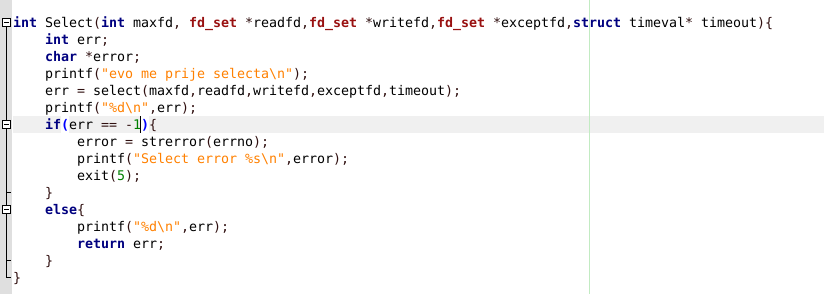 int Select(int maxfd, fd_set *readfd,fd_set *writefd,fd_set *exceptfd,struct timeval* timeout){
    int err;
    char *error;
    printf("evo me prije selecta\n");
    err = select(maxfd,readfd,writefd,exceptfd,timeout);
    printf("%d\n",err);
    if(err == -1){
        error = strerror(errno);
        printf("Select error %s\n",error);
        exit(5);
    }
    else{
        printf("%d\n",err);
        return err;
    }
}